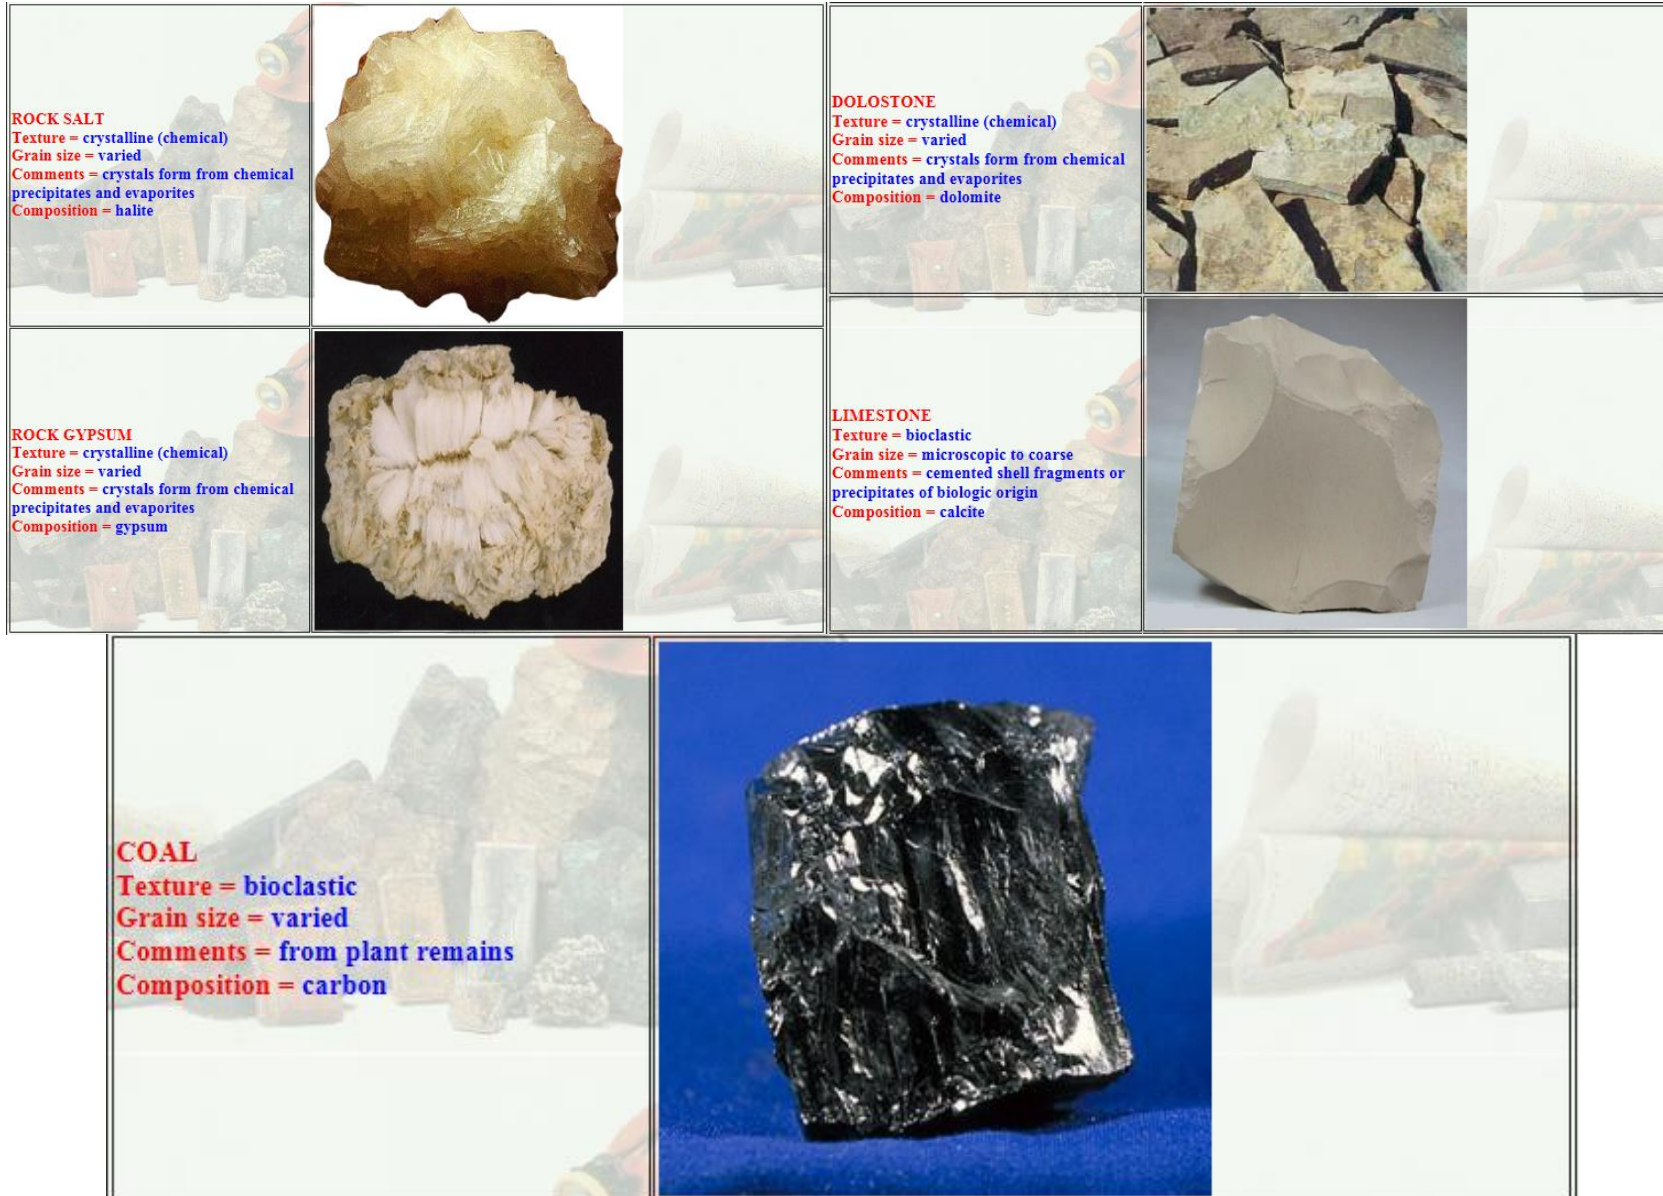 ROCK SALT
Texture = crystalline (chemical)
Grain size = varied
Comments = crystals form from chemical
precipitates and evaporites
Composition = halite
DOLOSTONE
Texture = crystalline (chemical)
Grain size = varied
Comments = crystals form from chemical
precipitates and evaporites
Composition = dolomite
ROCK GYPSUM
Texture = crystalline (chemical)
Grain size = varied
Comments = crystals form from chemical
precipitates and evaporites
Composition = gypsum
LIMESTONE
Texture = bioclastic
Grain size = microscopic to coarse
Comments = cemented shell fragments or
precipitates of biologic origin
Composition = calcite
COAL
Texture = bioclastic
Grain size = varied
Comments = from plant remains
Composition = carbon